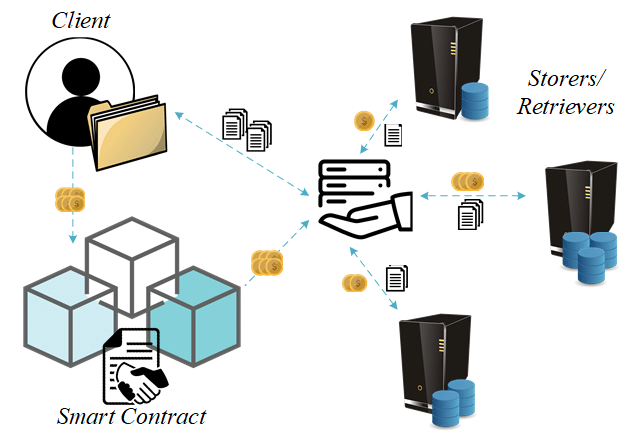 Client
Storers/
Retrievers
Smart Contract